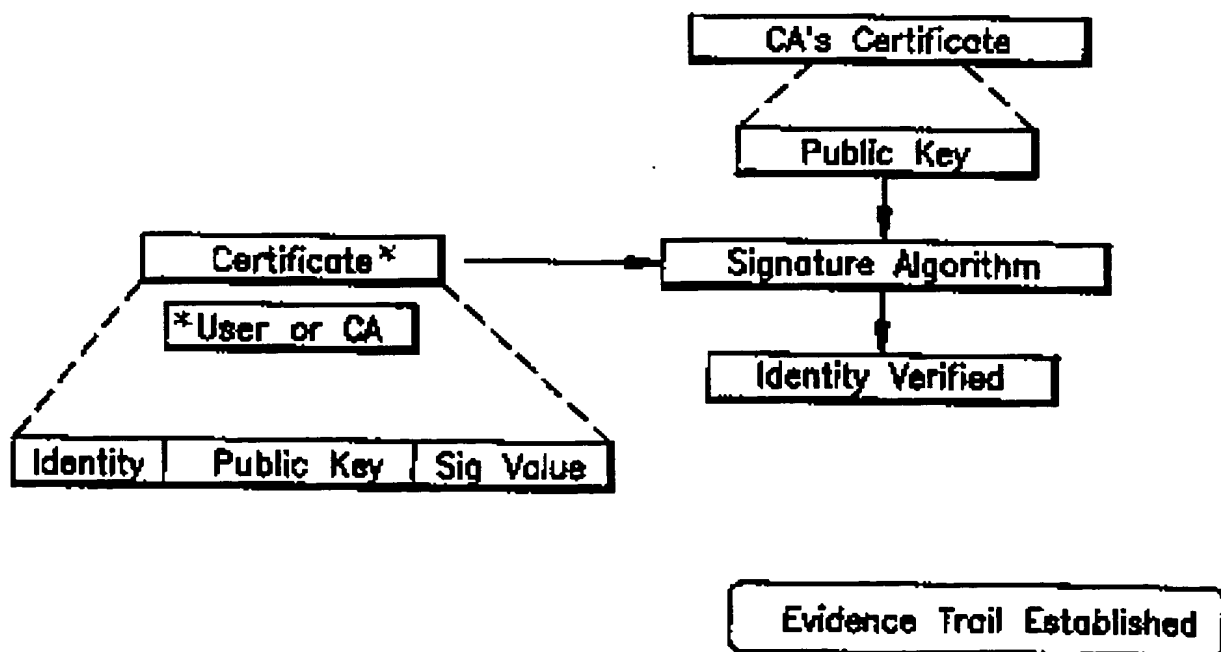 CA's Certificate
Public Key
Certificate*
Signature Algorithm
*User or CA
Identity Verified
Identity Public Key Sig Value
Evidence Trail Established